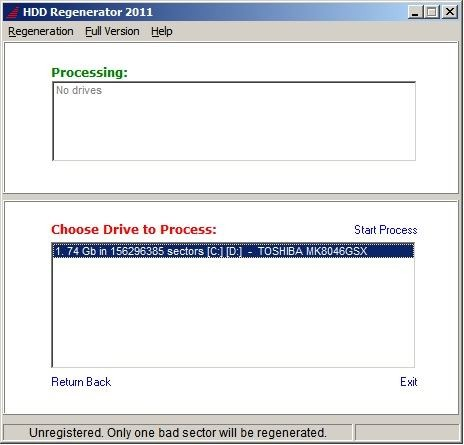 HDD Regenerator 2011
Regeneration Full Version Help
Processing:
No drives
Choose Drive to Process:
Start Process
1. 74 Gb in 156296385 sectors [C:] [D:] - TOSHIBA MK8046GSX
Return Back Exit
Unregistered. Only one bad sector will be regenerated.